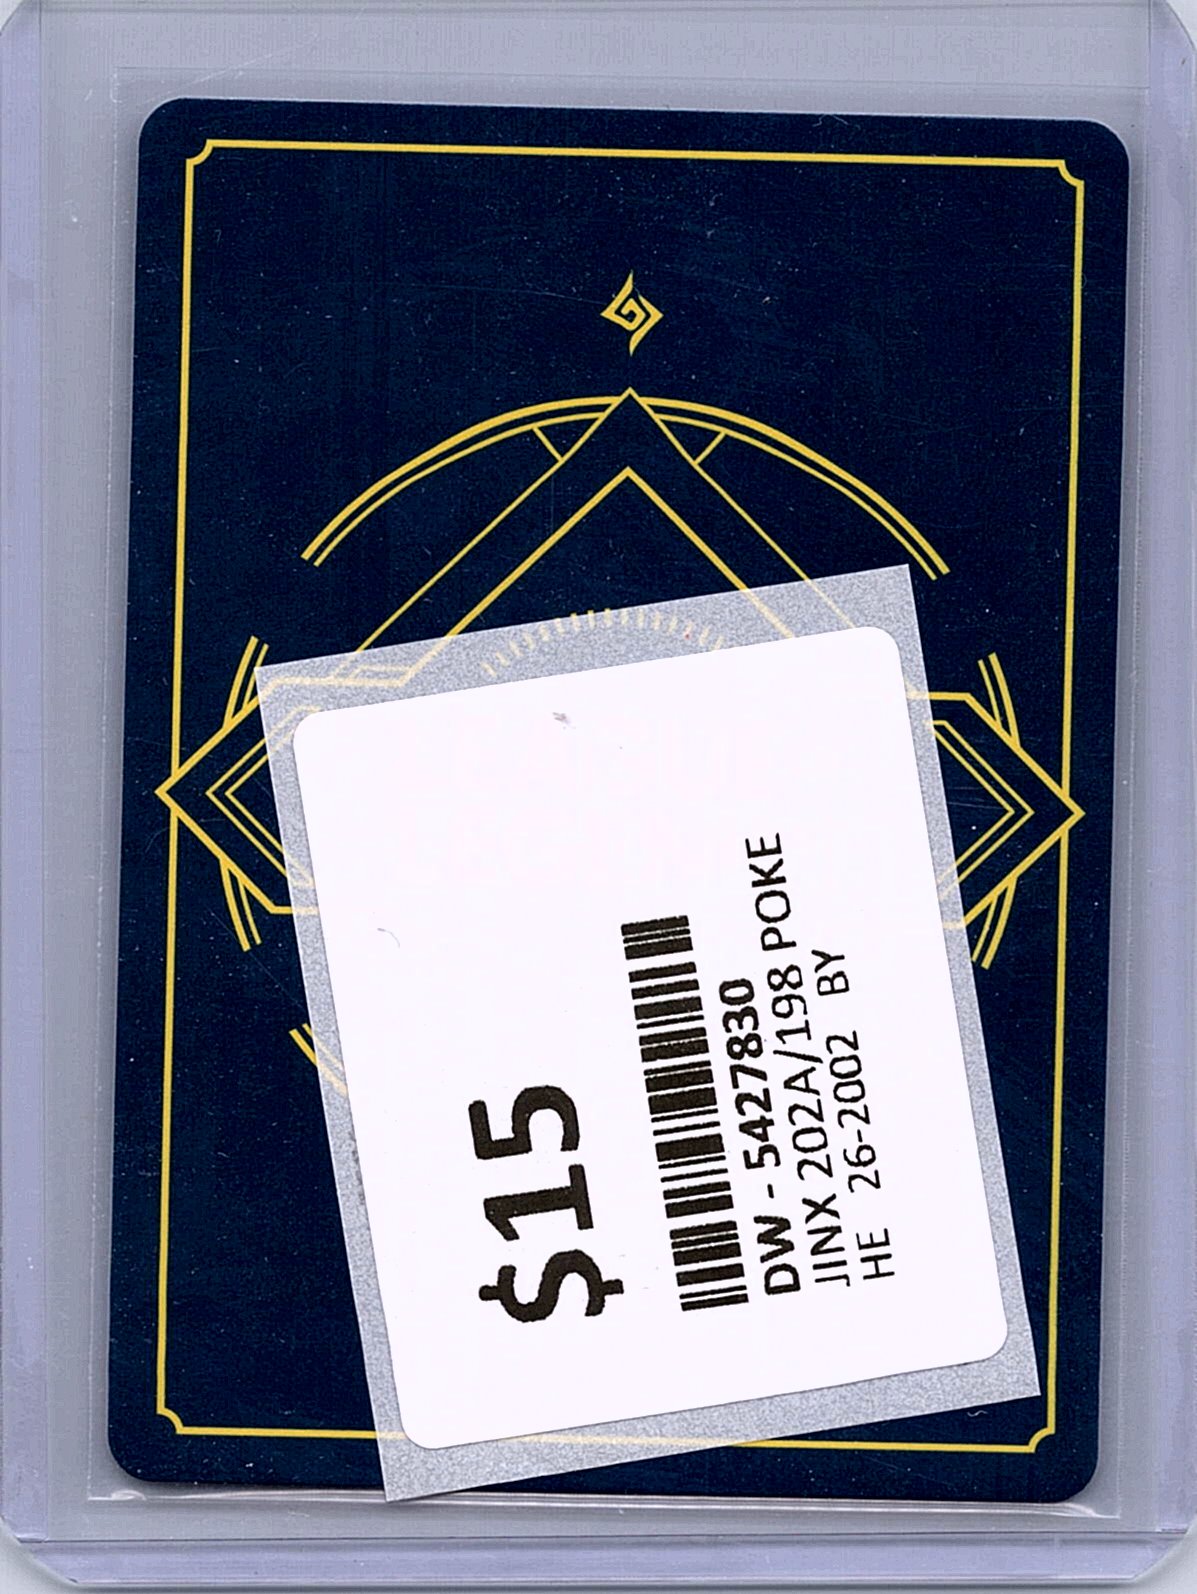 $15
DW - 5427830
JINX 202A/198 POKE
HE 26-2002 BY